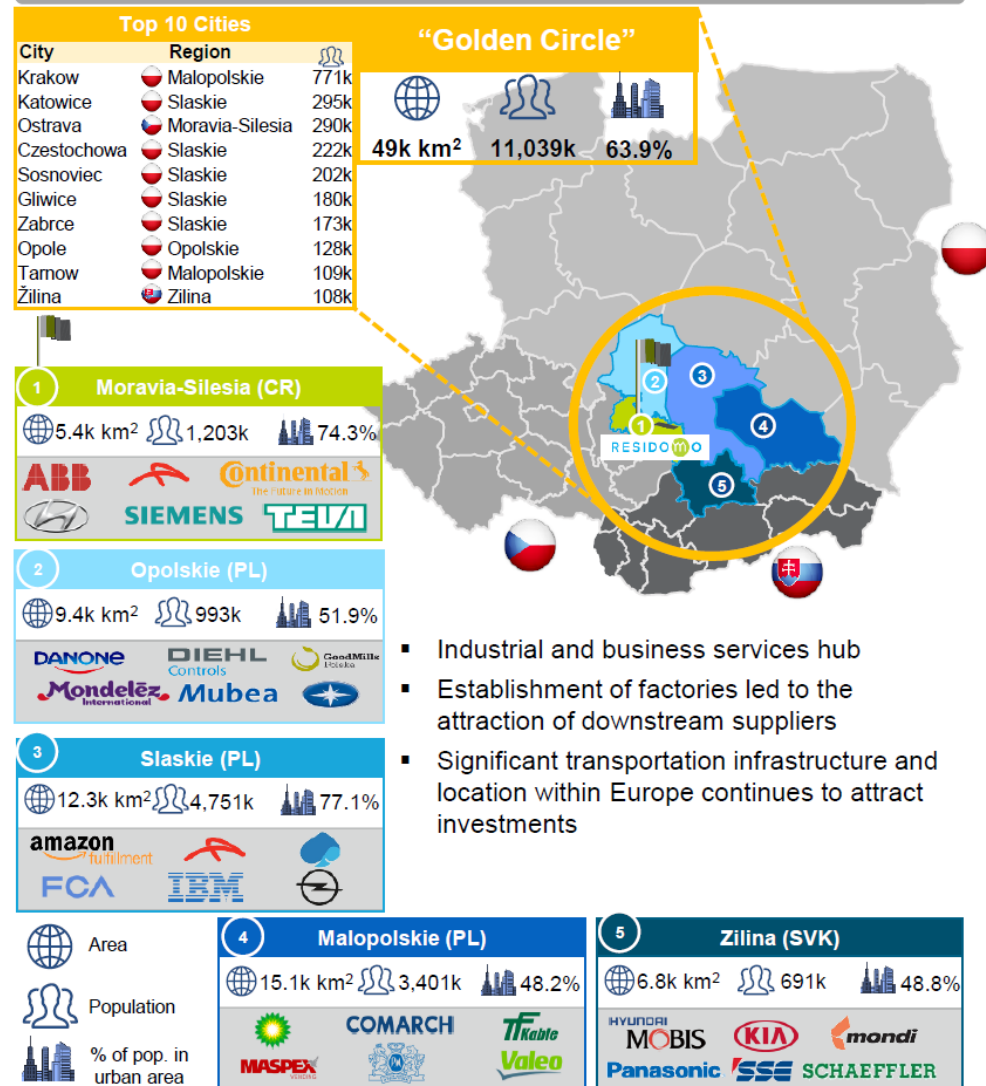 Top 10 Cities
City Region
Krakow Malopolskie 771k
Katowice Slaskie 295k
Ostrava Moravia-Silesia 290k
Czestochowa Slaskie 222k
Sosnoviec Slaskie 202k
Gliwice Slaskie 180k
Zabrce Slaskie 173k
Opole Opolskie 128k
Tarnow Malopolskie 109k
Žilina Zilina 108k
“Golden Circle”
49k km² 11,039k 63.9%
1
2
3
4
5
RESIDOMO
1 Moravia-Silesia (CR)
5.4k km² 1,203k 74.3%
ABB Continental
The Future in Motion
SIEMENS TEVA
2 Opolskie (PL)
9.4k km² 993k 51.9%
DANONE DIEHL Controls GoodMills Polska
Mondelēz International Mubea
3 Slaskie (PL)
12.3k km² 4,751k 77.1%
amazon fulfillment
FCA IBM
▪ Industrial and business services hub
▪ Establishment of factories led to the
attraction of downstream suppliers
▪ Significant transportation infrastructure and
location within Europe continues to attract
investments
Area
Population
% of pop. in
urban area
4 Malopolskie (PL)
15.1k km² 3,401k 48.2%
COMARCH TF Kable
MASPEX PM Valeo
5 Zilina (SVK)
6.8k km² 691k 48.8%
HYUNDAI MOBIS KIA mondi
Panasonic SSE SCHAEFFLER